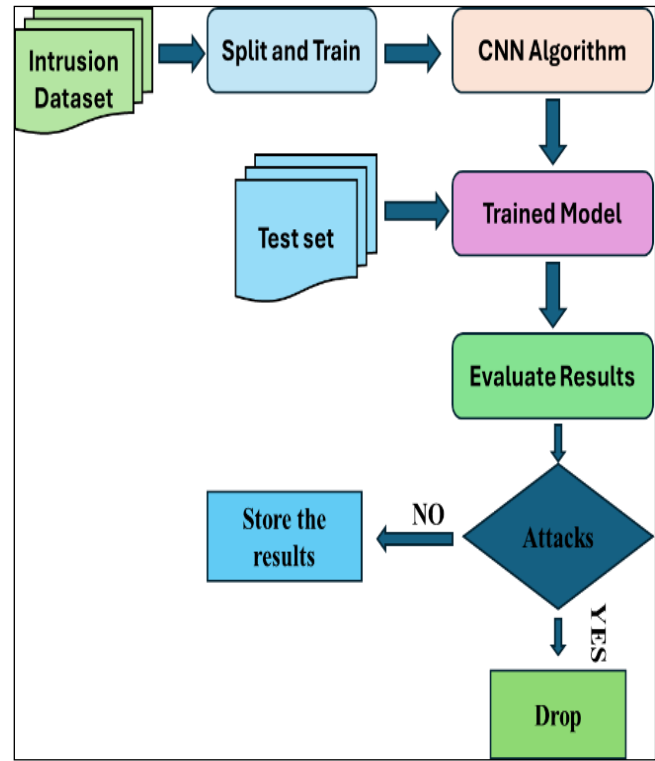 Intrusion
Dataset
Split and Train
CNN Algorithm
Test set
Trained Model
Evaluate Results
Store the
results
NO
Attacks
YES
Drop